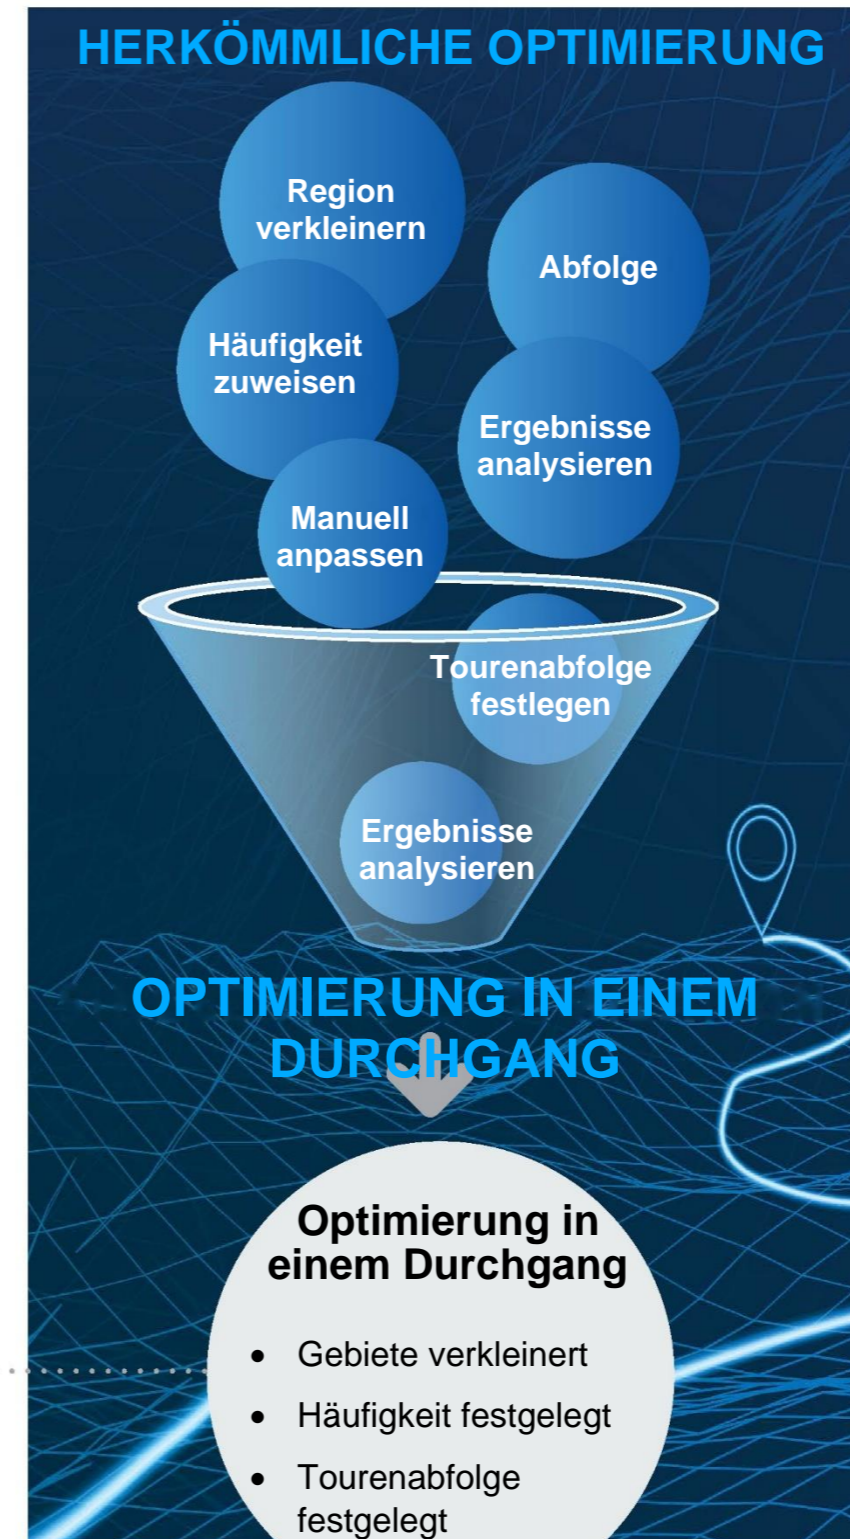 HERKÖMMLICHE OPTIMIERUNG
Region
verkleinern
Abfolge
Häufigkeit
zuweisen
Ergebnisse
analysieren
Manuell
anpassen
Tourenabfolge
festlegen
Ergebnisse
analysieren
OPTIMIERUNG IN EINEM
DURCHGANG
Optimierung in
einem Durchgang
• Gebiete verkleinert
• Häufigkeit festgelegt
• Tourenabfolge
festgelegt